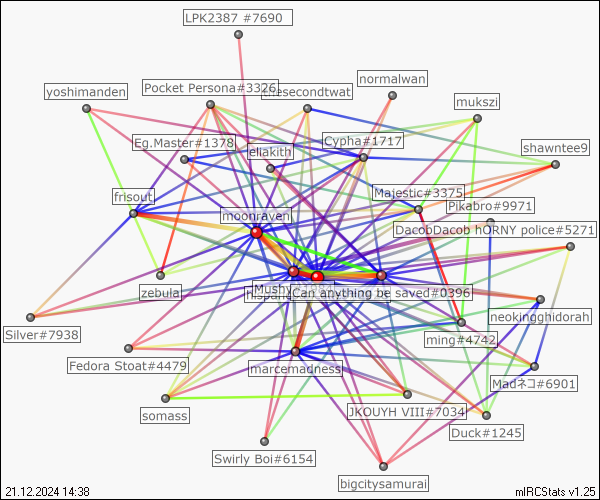 LPK2387 #7690
normalwan
yoshimanden
Pocket Persona#3326
thesecondtwat
mukszi
Eg.Master#1378
Cypha#1717
eliakith
shawntee9
frisout
Majestic#3375
Pikabro#9971
moonraven
DacobDacob hORNY police#5271
Mushy
Can anything be saved#0396
zebula
Silver#7938
neokingghidorah
ming#4742
Fedora Stoat#4479
marcemadness
Madネコ#6901
somass
JKOUYH VIII#7034
Duck#1245
Swirly Boi#6154
bigcitysamurai
21.12.2024 14:38
mIRCStats v1.25